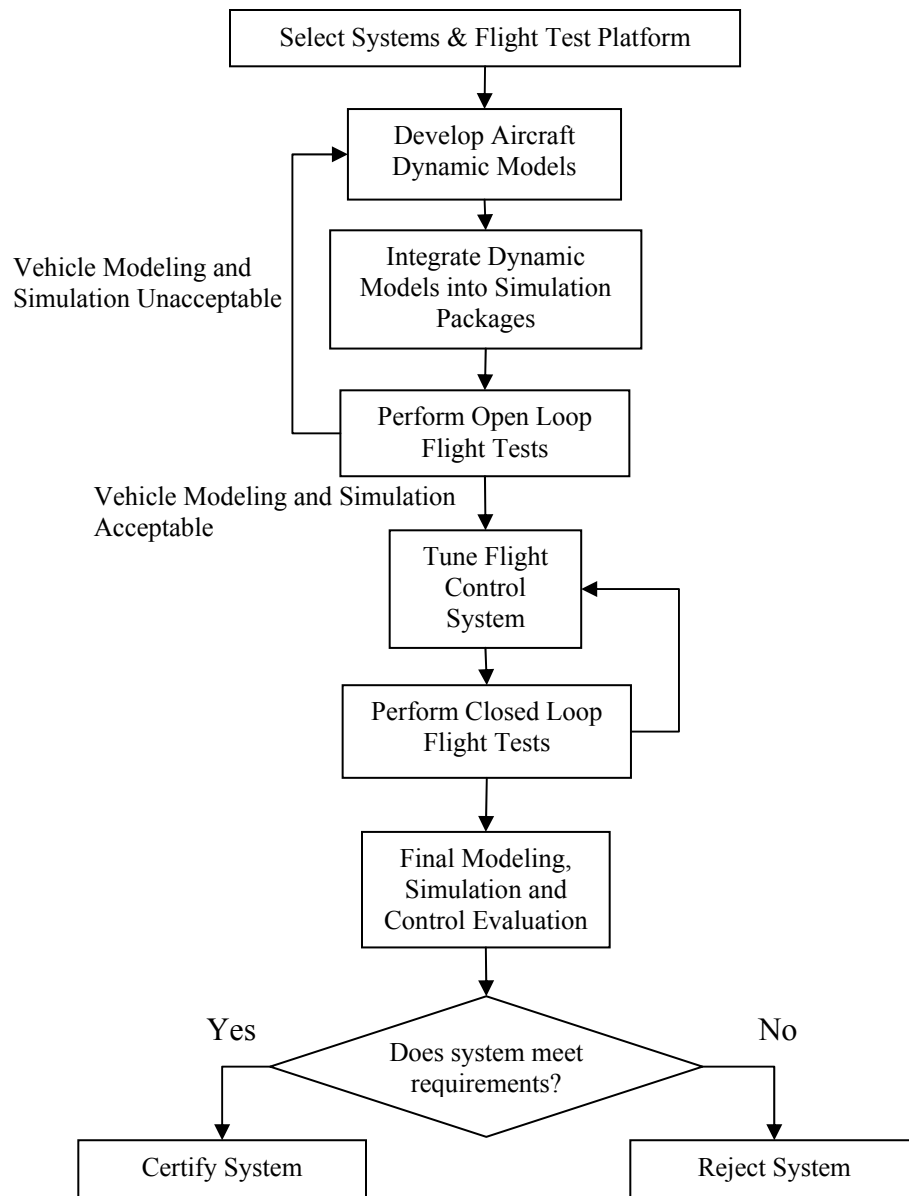 Select Systems & Flight Test Platform
Develop Aircraft
Dynamic Models
Integrate Dynamic
Models into Simulation
Packages
Vehicle Modeling and
Simulation Unacceptable
Perform Open Loop
Flight Tests
Vehicle Modeling and Simulation
Acceptable
Tune Flight
Control
System
Perform Closed Loop
Flight Tests
Final Modeling,
Simulation and
Control Evaluation
Yes
No
Does system meet
requirements?
Certify System
Reject System